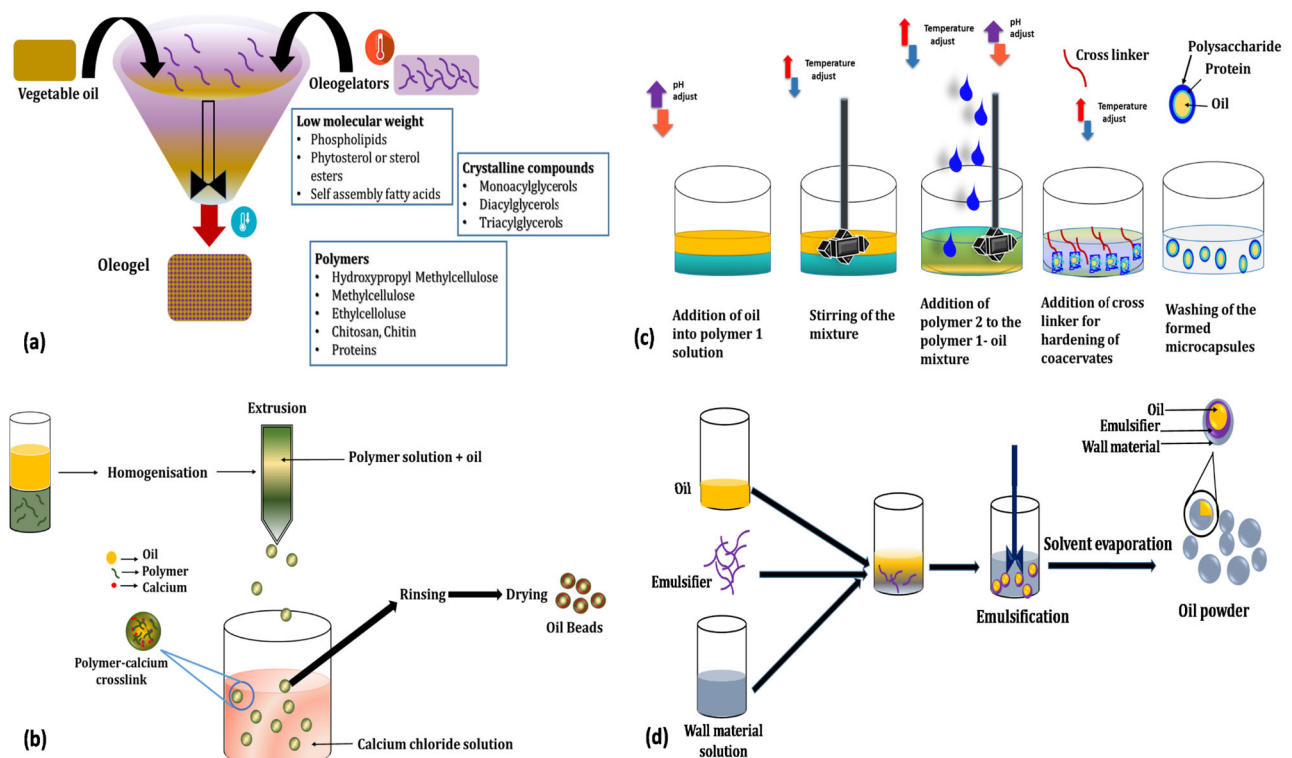 Vegetable oil
Oleogelators
Low molecular weight
• Phospholipids
• Phytosterol or sterol
esters
• Self assembly fatty acids
Crystalline compounds
• Monoacylglycerols
• Diacylglycerols
• Triacylglycerols
Oleogel
Polymers
• Hydroxypropyl Methylcellulose
• Methylcellulose
• Ethylcelloluse
• Chitosan, Chitin
• Proteins
(a)
pH
adjust
Temperature
adjust
Temperature
adjust
pH
adjust
Cross linker
Temperature
adjust
Polysaccharide
Protein
Oil
Addition of oil
into polymer 1
solution
Stirring of the
mixture
Addition of
polymer 2 to the
polymer 1- oil
mixture
Addition of cross
linker for
hardening of
coacervates
Washing of the
formed
microcapsules
(c)
Extrusion
Homogenisation
Polymer solution + oil
Oil
Polymer
Calcium
Polymer-calcium
crosslink
Rinsing
Drying
Oil Beads
Calcium chloride solution
(b)
Oil
Emulsifier
Wall material
solution
Emulsification
Solvent evaporation
Oil
Emulsifier
Wall material
Oil powder
(d)